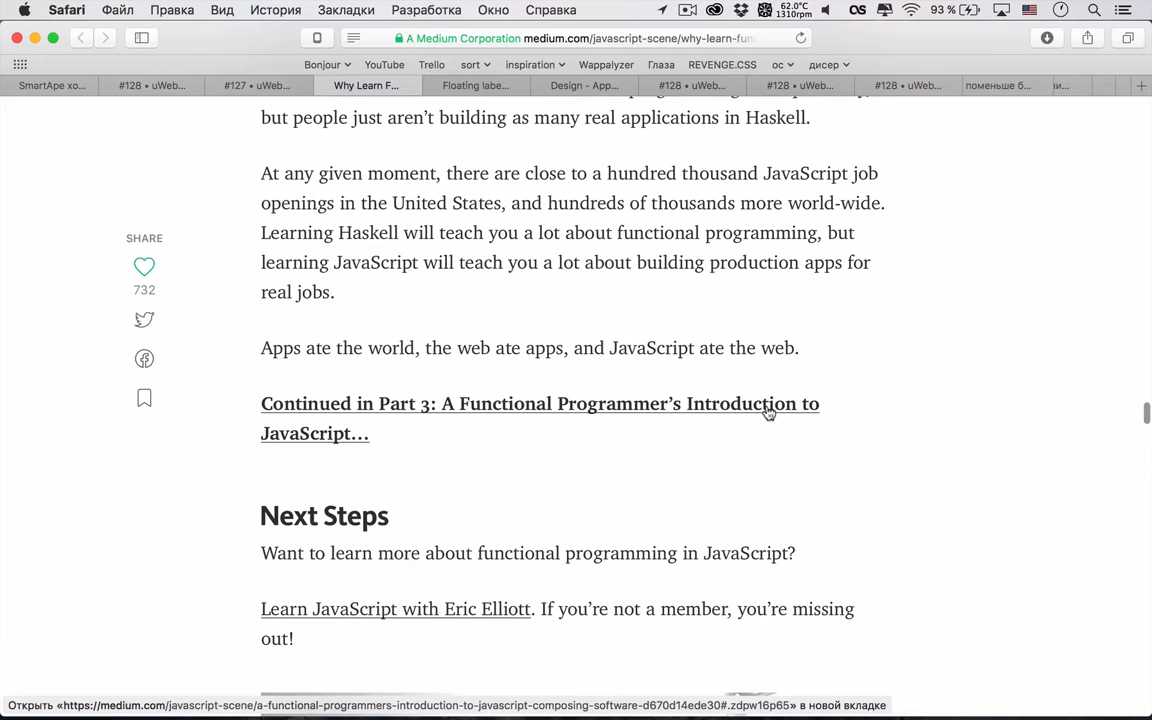 Safari Файл Правка Вид История Закладки Разработка Окно Справка 62.0°C 1310rpm 93 %
A Medium Corporation medium.com/javascript-scene/why-learn-fun
Bonjour YouTube Trello sort inspiration Wappalyzer Глаза REVENGE.CSS ос дисер
SmartApe хо... #128 • uWeb... #127 • uWeb... Why Learn F... Floating labe... Design - App... #128 • uWeb... #128 • uWeb... #128 • uWeb... поменьше б...
but people just aren’t building as many real applications in Haskell.
At any given moment, there are close to a hundred thousand JavaScript job
openings in the United States, and hundreds of thousands more world-wide.
Learning Haskell will teach you a lot about functional programming, but
learning JavaScript will teach you a lot about building production apps for
real jobs.
SHARE
732
Apps ate the world, the web ate apps, and JavaScript ate the web.
Continued in Part 3: A Functional Programmer’s Introduction to
JavaScript…
Next Steps
Want to learn more about functional programming in JavaScript?
Learn JavaScript with Eric Elliott. If you’re not a member, you’re missing
out!
Открыть «https://medium.com/javascript-scene/a-functional-programmers-introduction-to-javascript-composing-software-d670d14ede30#.zdpw16p65» в новой вкладке